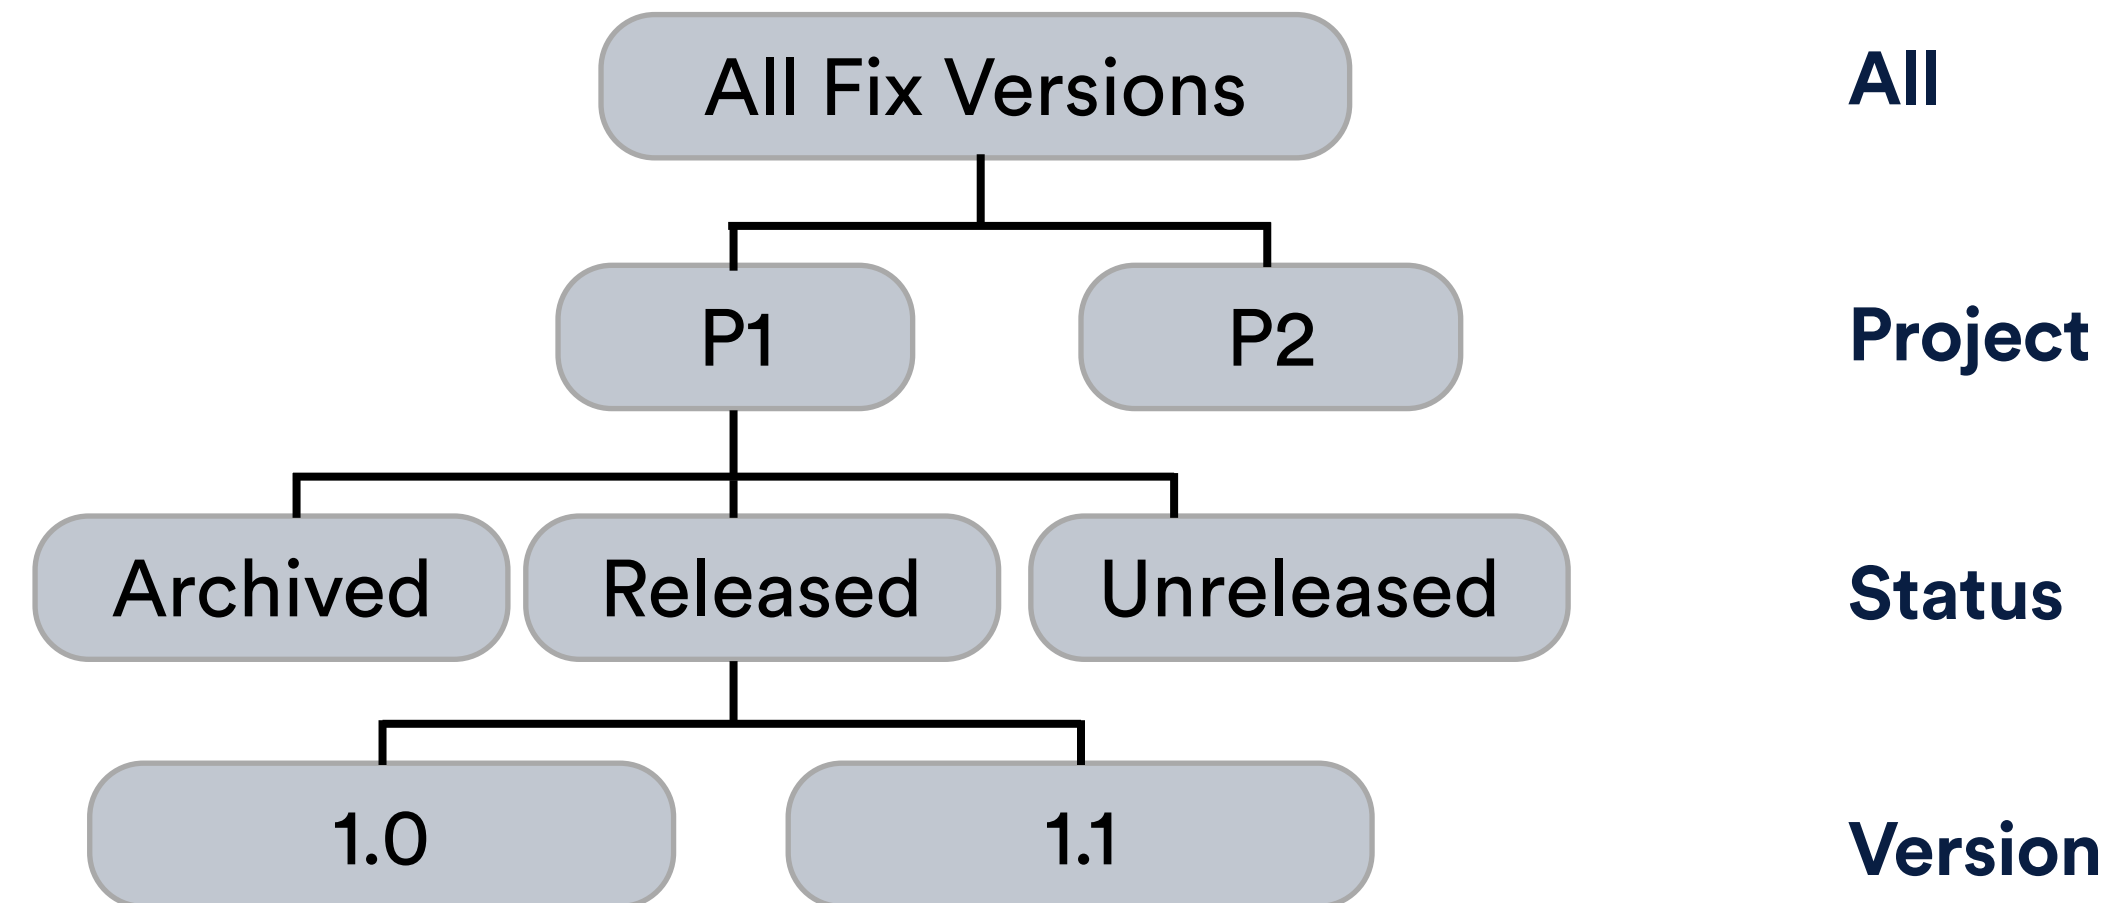 All Fix Versions
All
P1
P2
Project
Archived
Released
Unreleased
Status
1.0
1.1
Version